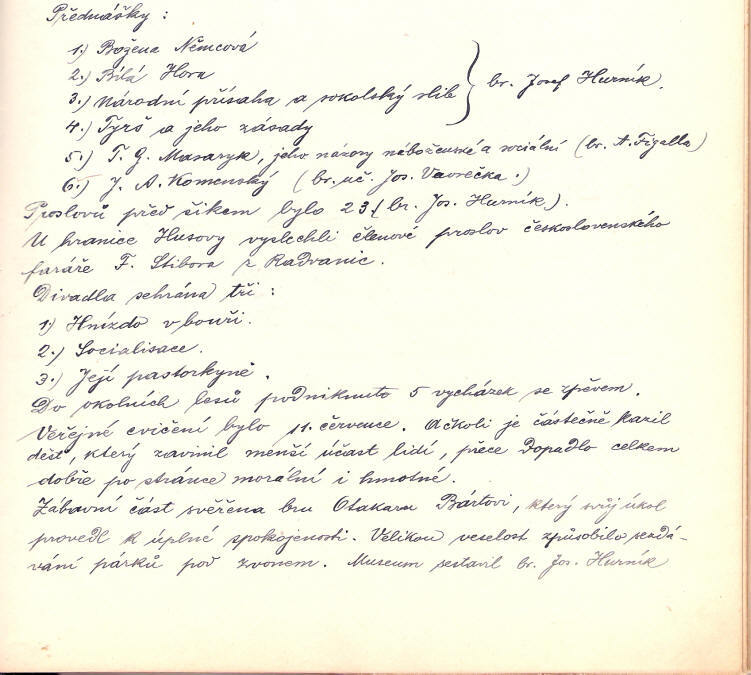 Přednášky :
1.) Božena Němcová
2.) Bílá Hora
3.) Národní přísaha a sokolský slib } br. Josef Hurník.
4.) Tyrš a jeho zásady
5.) T. G. Masaryk, jeho názory náboženské a sociální (br. A. Figalla)
6.) J. A. Komenský (br. uč. Jos. Vavrečka.)
Proslovů před šikem bylo 23 (br. Jos. Hurník).
U hranice Husovy vyslechli členové proslov československého
faráře F. Stibora z Radvanic.
Divadla sehrána tři :
1.) Hnízdo v bouři.
2.) Socialisace.
3.) Její pastorkyně.
Do okolních lesů podniknuto 5 vycházek se zpěvem.
Veřejné cvičení bylo 11. července. Ačkoli je částečně kazil
déšť, který zavinil menší účast lidí, přece dopadlo celkem
dobře po stránce morální i hmotné.
Zábavní část svěřena bru Otakaru Bártovi, který svůj úkol
provedl k úplné spokojenosti. Velikou veselost způsobilo sezdá-
vání párků pod zvonem. Museum sestavil br. Jos. Hurník